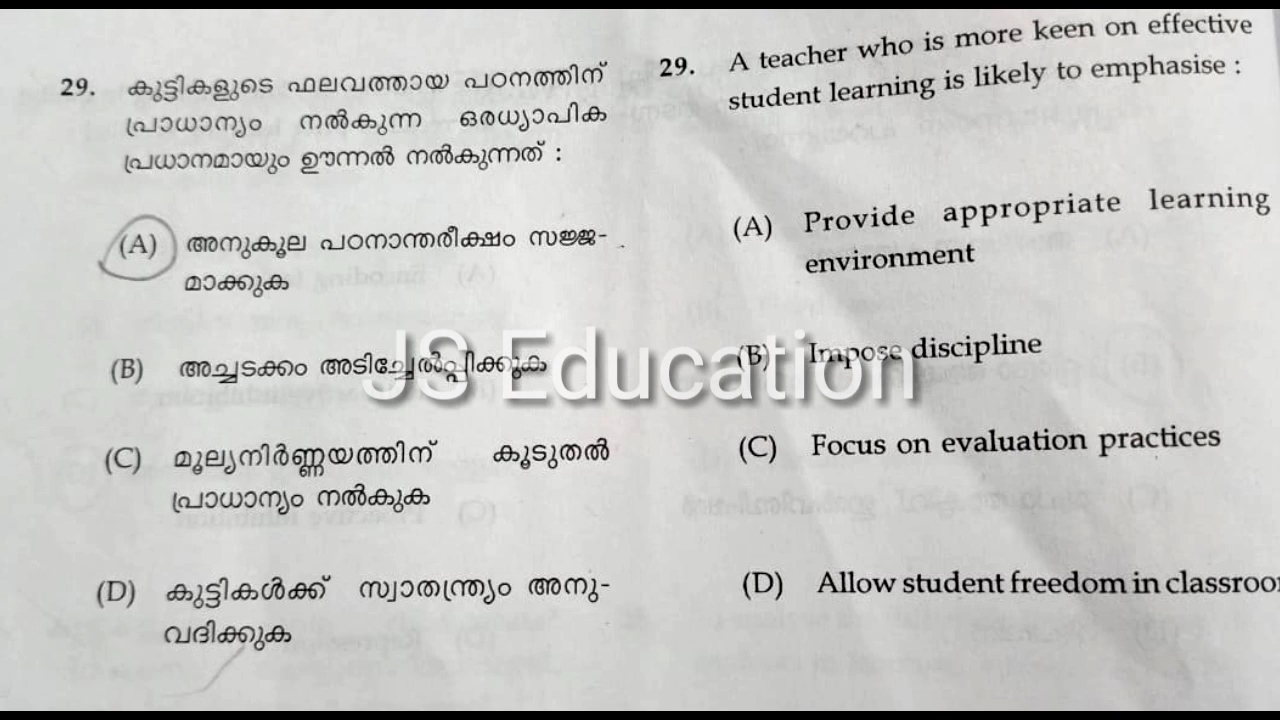 29. കുട്ടികളുടെ ഫലവത്തായ പഠനത്തിന്
പ്രാധാന്യം നൽകുന്ന ഒരധ്യാപിക
പ്രധാനമായും ഊന്നൽ നൽകുന്നത് :
(A) അനുകൂല പഠനാന്തരീക്ഷം സജ്ജ-
മാക്കുക
(B) അച്ചടക്കം അടിച്ചേൽപ്പിക്കുക
(C) മൂല്യനിർണ്ണയത്തിന് കൂടുതൽ
പ്രാധാന്യം നൽകുക
(D) കുട്ടികൾക്ക് സ്വാതന്ത്ര്യം അനു-
വദിക്കുക
29. A teacher who is more keen on effective
student learning is likely to emphasise :
(A) Provide appropriate learning
environment
(B) Impose discipline
(C) Focus on evaluation practices
(D) Allow student freedom in classroo
JS Education